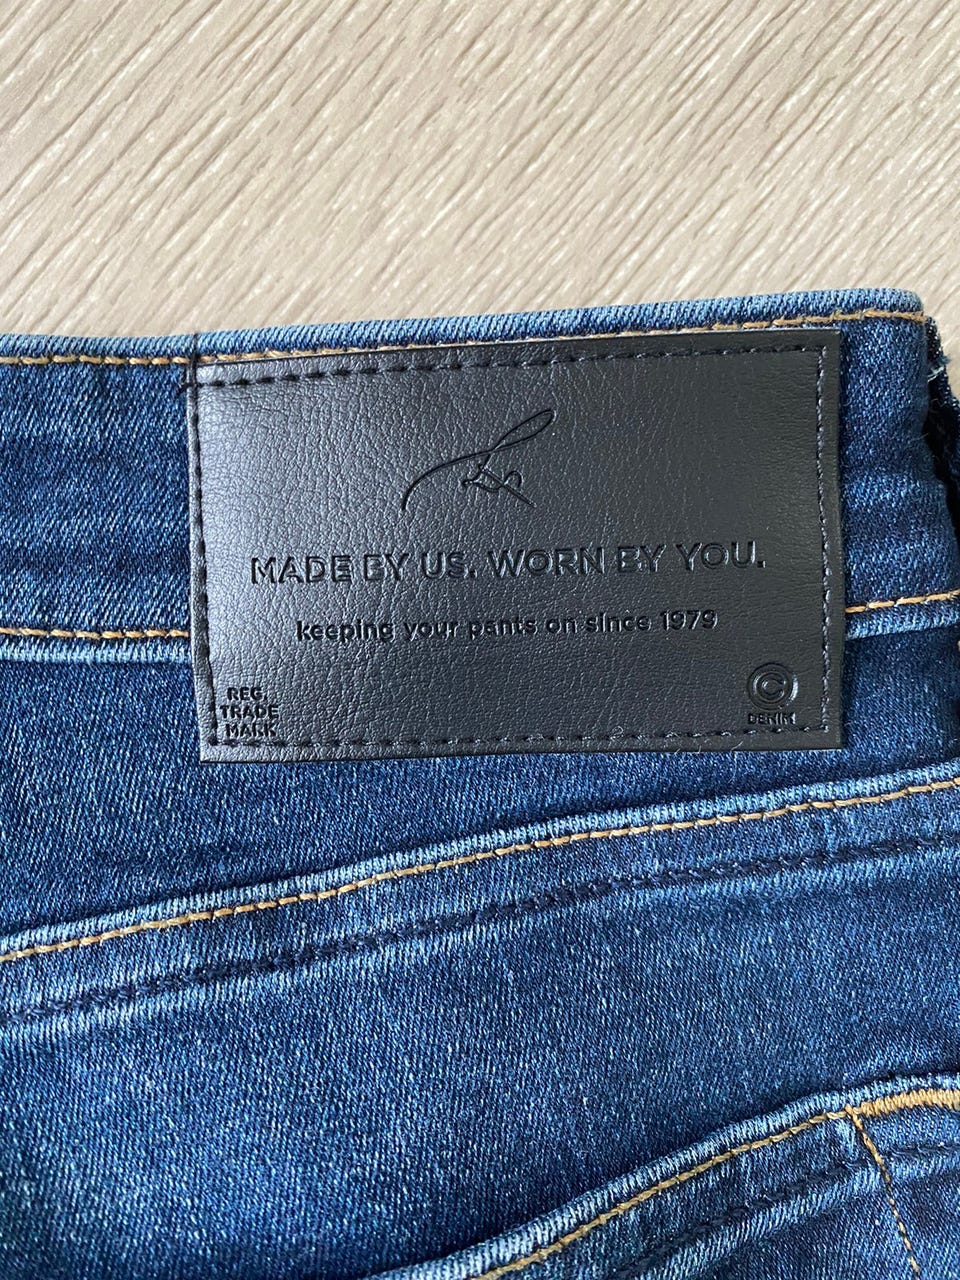 MADE BY US. WORN BY YOU.
keeping your pants on since 1979
REG.
TRADE
MARK
©
DENIM